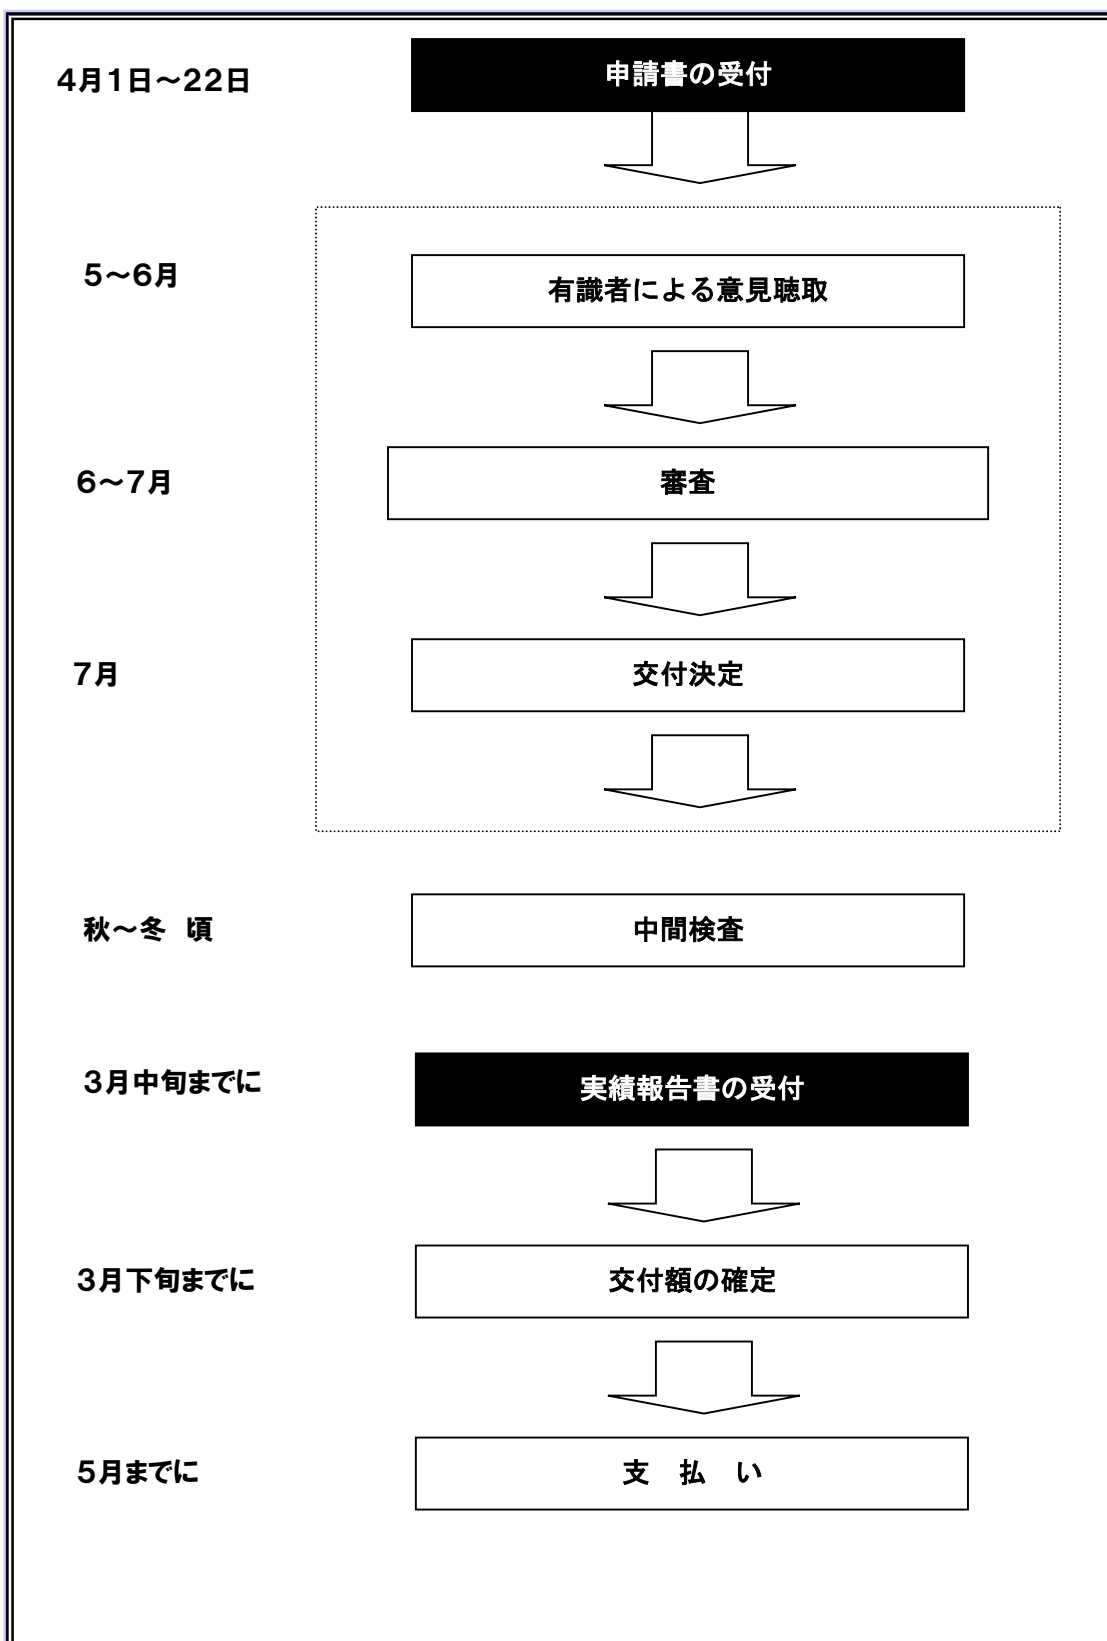 4月1日～22日
申請書の受付
5～6月
有識者による意見聴取
6～7月
審査
7月
交付決定
秋～冬　頃
中間検査
3月中旬までに
実績報告書の受付
3月下旬までに
交付額の確定
5月までに
支　払　い